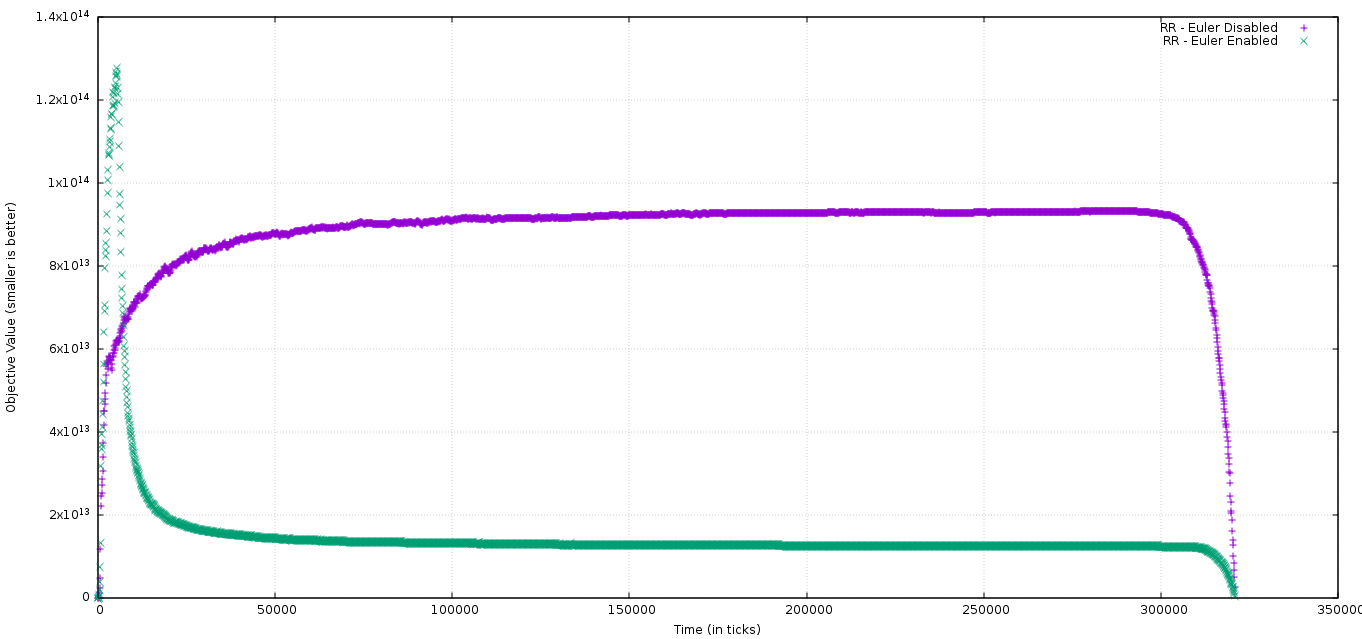 1.4x10^14
1.2x10^14
1x10^14
8x10^13
6x10^13
4x10^13
2x10^13
0
Objective Value (smaller is better)
RR - Euler Disabled
RR - Euler Enabled
0 50000 100000 150000 200000 250000 300000 350000
Time (in ticks)